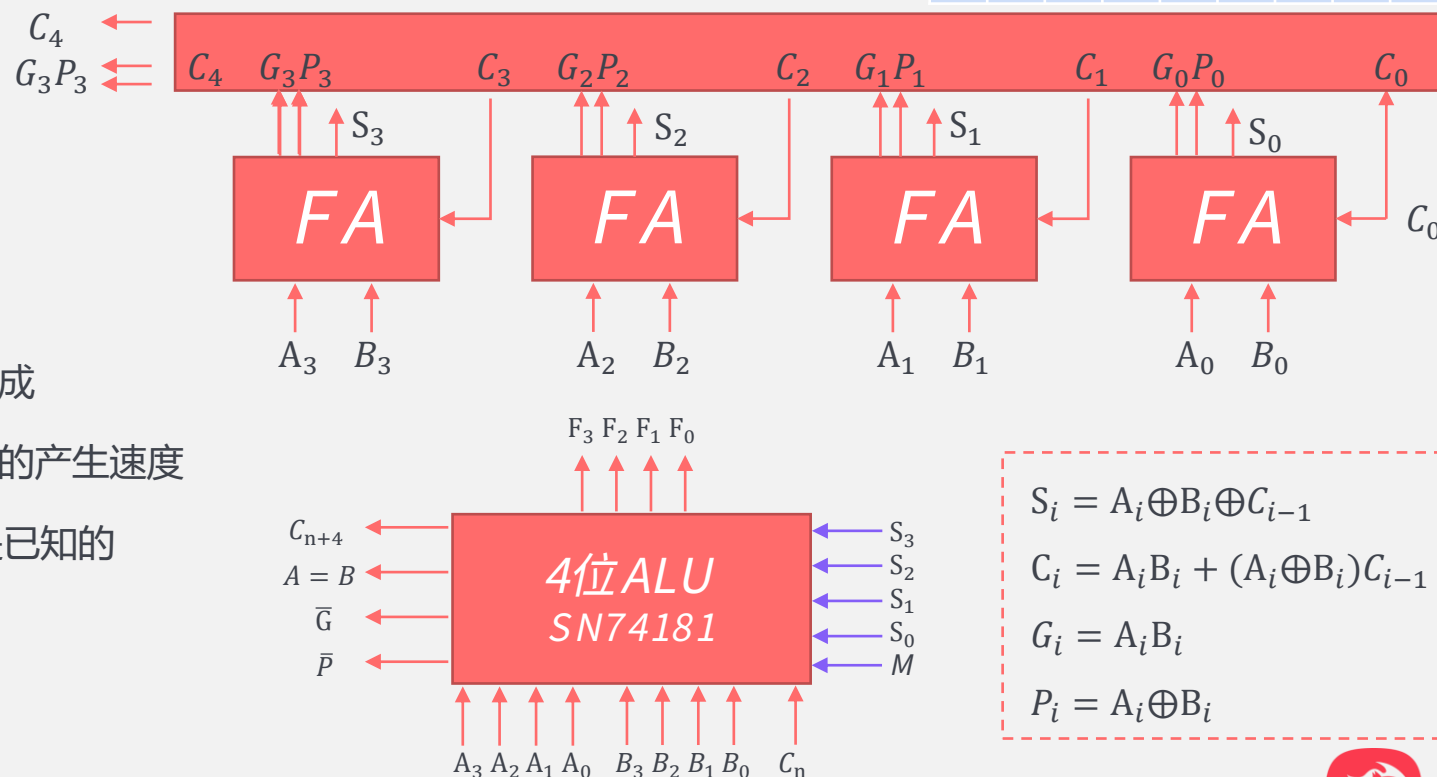 C₄
G₃P₃
C₄ G₃P₃ C₃ G₂P₂ C₂ G₁P₁ C₁ G₀P₀ C₀
S₃ S₂ S₁ S₀
FA FA FA FA
C₀
A₃ B₃ A₂ B₂ A₁ B₁ A₀ B₀
成
的产生速度
已知的
F₃ F₂ F₁ F₀
Cₙ₊₄
A = B
G̅
P̅
4位ALU
SN74181
S₃
S₂
S₁
S₀
M
A₃ A₂ A₁ A₀ B₃ B₂ B₁ B₀ Cₙ
Sᵢ = Aᵢ⊕Bᵢ⊕Cᵢ₋₁
Cᵢ = AᵢBᵢ + (Aᵢ⊕Bᵢ)Cᵢ₋₁
Gᵢ = AᵢBᵢ
Pᵢ = Aᵢ⊕Bᵢ